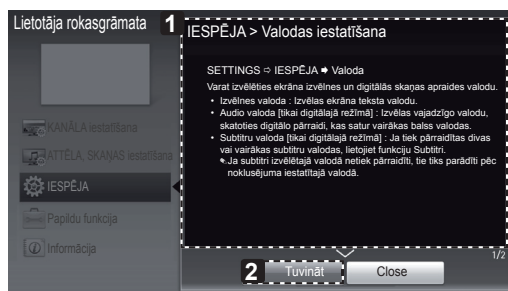 Lietotāja rokasgrāmata
1
IESPĒJA > Valodas iestatīšana
SETTINGS ⇨ IESPĒJA ➡ Valoda
Varat izvēlēties ekrāna izvēlnes un digitālās skaņas apraides valodu.
• Izvēlnes valoda : Izvēlas ekrāna teksta valodu.
• Audio valoda [tikai digitālajā režīmā] : Izvēlas vajadzīgo valodu,
skatoties digitālo pārraidi, kas satur vairākas balss valodas.
• Subtitru valoda [tikai digitālajā režīmā] : Ja tiek pārraidītas divas
vai vairākas subtitru valodas, lietojiet funkciju Subtitri.
Ja subtitri izvēlētajā valodā netiek pārraidīti, tie tiks parādīti pēc
noklusējuma iestatītajā valodā.
KANĀLA iestatīšana
ATTĒLA, SKAŅAS iestatīšana
IESPĒJA
Papildu funkcija
Informācija
1/2
2
Tuvināt
Close